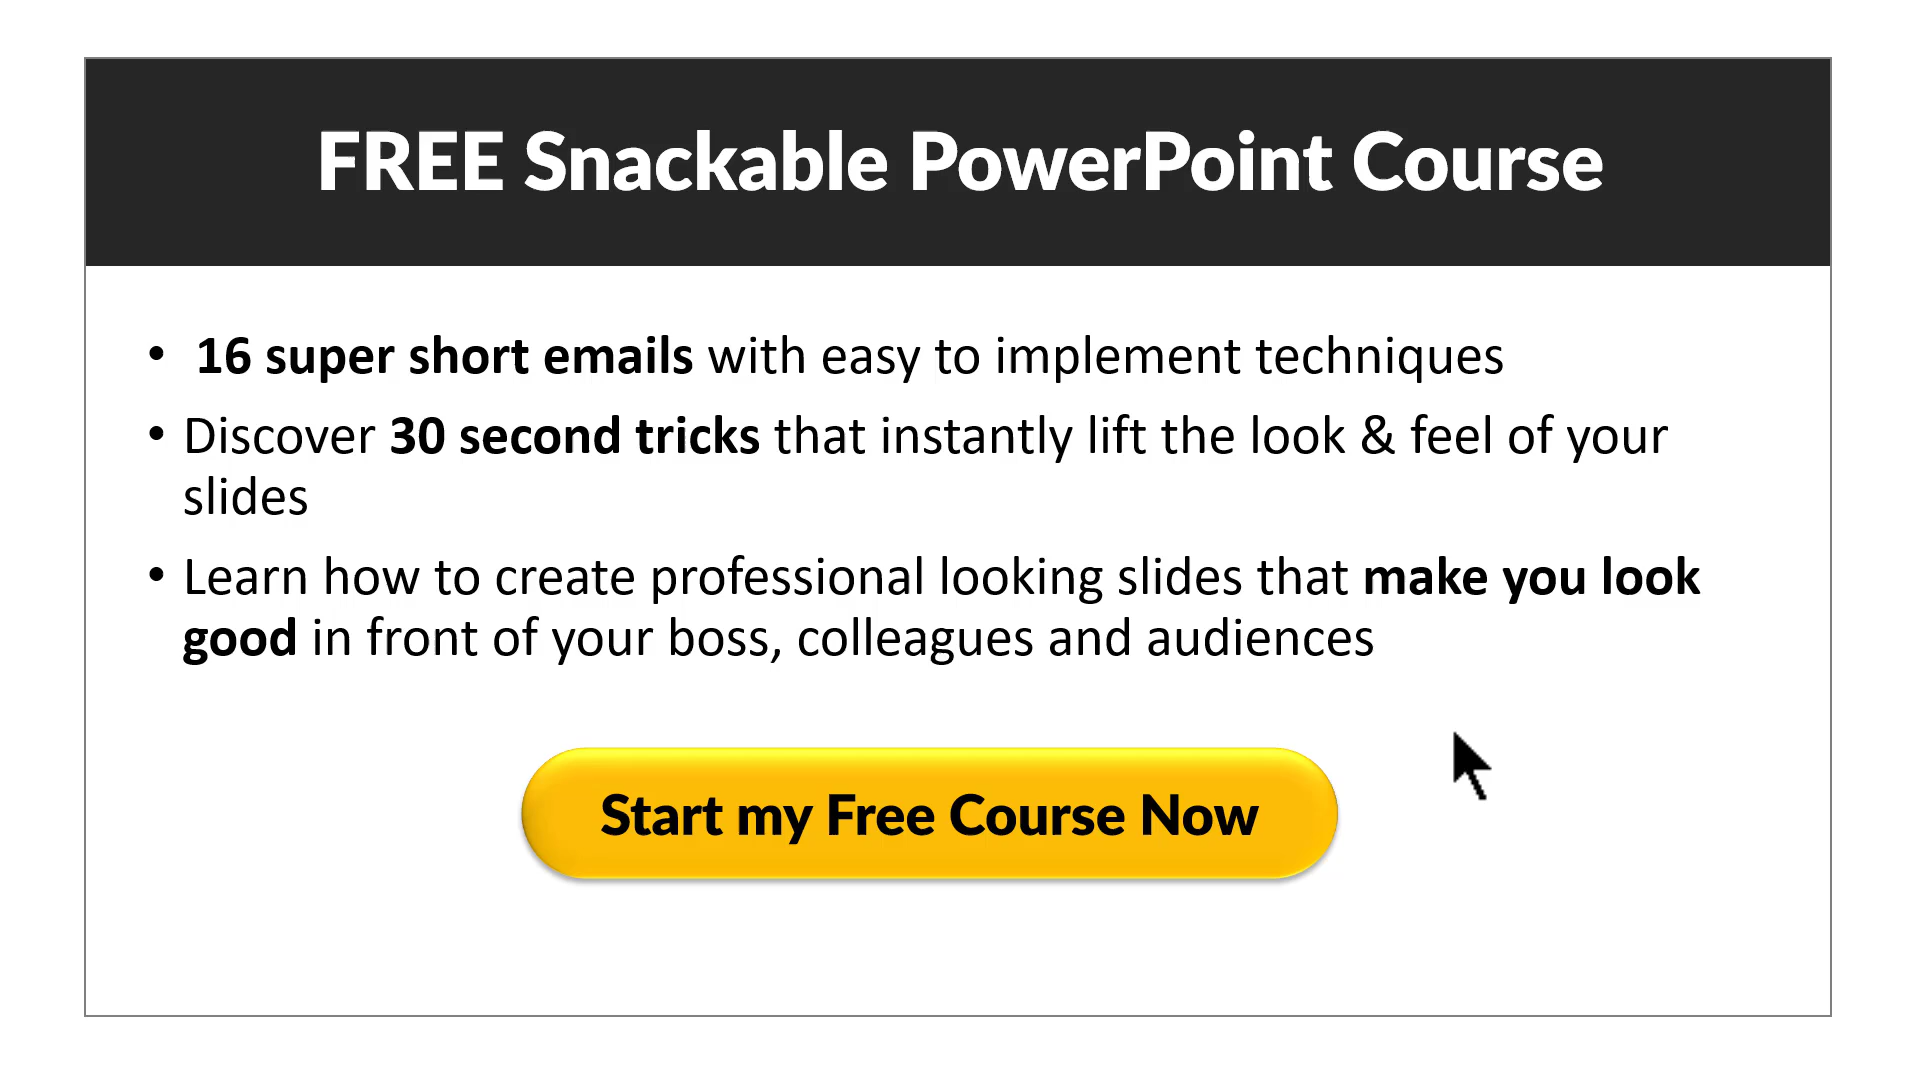 FREE Snackable PowerPoint Course
• 16 super short emails with easy to implement techniques
• Discover 30 second tricks that instantly lift the look & feel of your
slides
• Learn how to create professional looking slides that make you look
good in front of your boss, colleagues and audiences
Start my Free Course Now